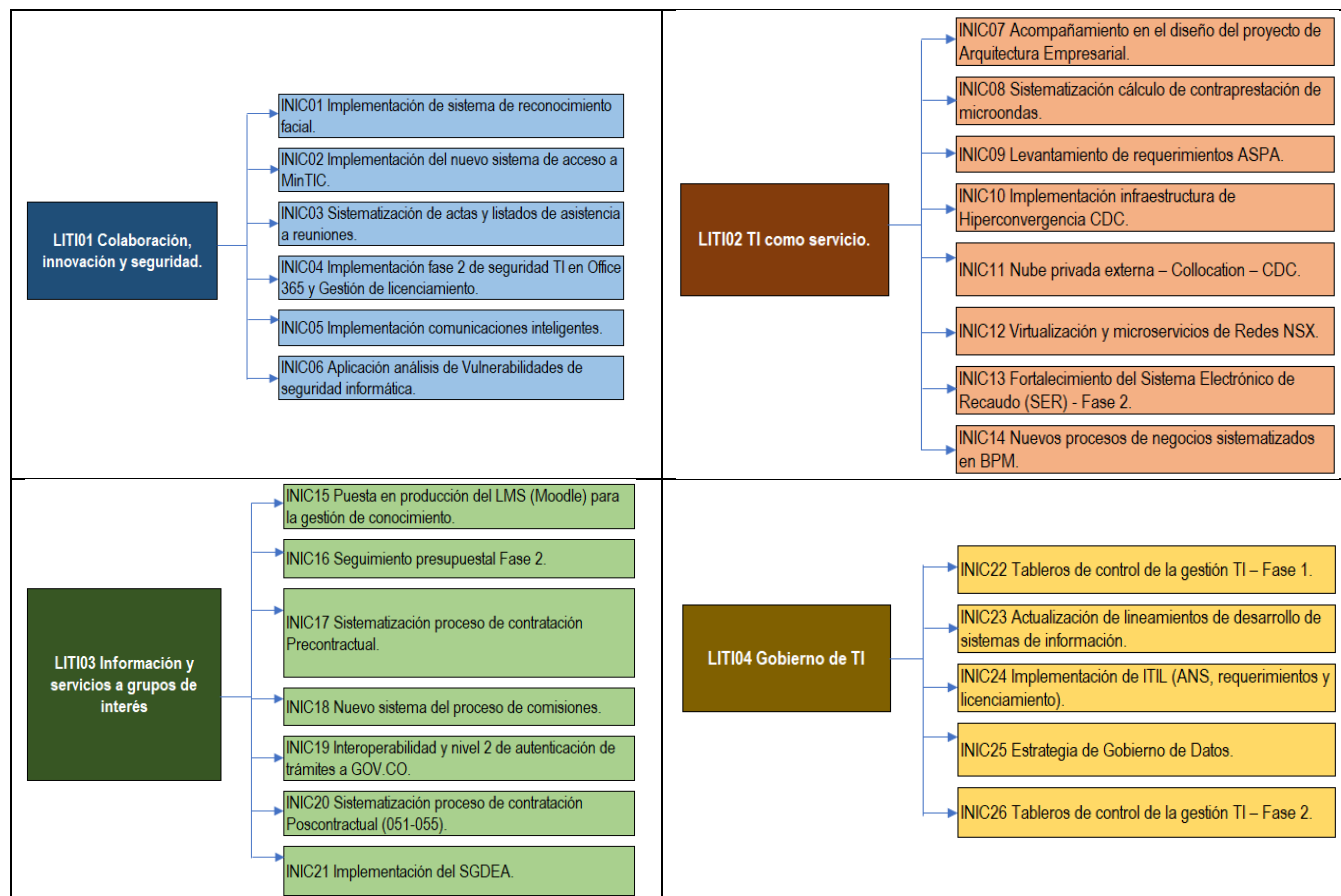 LITI01 Colaboración,
innovación y seguridad.
INIC01 Implementación de sistema de reconocimiento
facial.
INIC02 Implementación del nuevo sistema de acceso a
MinTIC.
INIC03 Sistematización de actas y listados de asistencia
a reuniones.
INIC04 Implementación fase 2 de seguridad TI en Office
365 y Gestión de licenciamiento.
INIC05 Implementación comunicaciones inteligentes.
INIC06 Aplicación análisis de Vulnerabilidades de
seguridad informática.
LITI02 TI como servicio.
INIC07 Acompañamiento en el diseño del proyecto de
Arquitectura Empresarial.
INIC08 Sistematización cálculo de contraprestación de
microondas.
INIC09 Levantamiento de requerimientos ASPA.
INIC10 Implementación infraestructura de
Hiperconvergencia CDC.
INIC11 Nube privada externa – Collocation – CDC.
INIC12 Virtualización y microservicios de Redes NSX.
INIC13 Fortalecimiento del Sistema Electrónico de
Recaudo (SER) - Fase 2.
INIC14 Nuevos procesos de negocios sistematizados
en BPM.
LITI03 Información y
servicios a grupos de
interés
INIC15 Puesta en producción del LMS (Moodle) para
la gestión de conocimiento.
INIC16 Seguimiento presupuestal Fase 2.
INIC17 Sistematización proceso de contratación
Precontractual.
INIC18 Nuevo sistema del proceso de comisiones.
INIC19 Interoperabilidad y nivel 2 de autenticación de
trámites a GOV.CO.
INIC20 Sistematización proceso de contratación
Poscontractual (051-055).
INIC21 Implementación del SGDEA.
LITI04 Gobierno de TI
INIC22 Tableros de control de la gestión TI – Fase 1.
INIC23 Actualización de lineamientos de desarrollo de
sistemas de información.
INIC24 Implementación de ITIL (ANS, requerimientos y
licenciamiento).
INIC25 Estrategia de Gobierno de Datos.
INIC26 Tableros de control de la gestión TI – Fase 2.